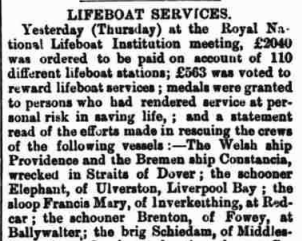 LIFEBOAT SERVICES.
Yesterday (Thursday) at the Royal Na-
tional Lifeboat Institution meeting, £2040
was ordered to be paid on account of 110
different lifeboat stations; £563 was voted to
reward lifeboat services; medals were granted
to persons who had rendered service at per-
sonal risk in saving life, ; and a statement
read of the efforts made in rescuing the crews
of the following vessels:—The Welsh ship
Providence and the Bremen ship Constancia,
wrecked in Straits of Dover; the schooner
Elephant, of Ulverston, Liverpool Bay; the
sloop Francis Mary, of Inverkeithing, at Red-
car; the schooner Brenton, of Fowey, at
Ballywalter,; the brig Schiedam, of Middles-